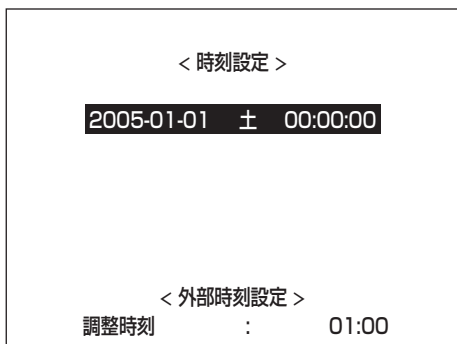 < 時刻設定 >
2005-01-01 土 00:00:00
< 外部時刻設定 >
調整時刻 : 01:00